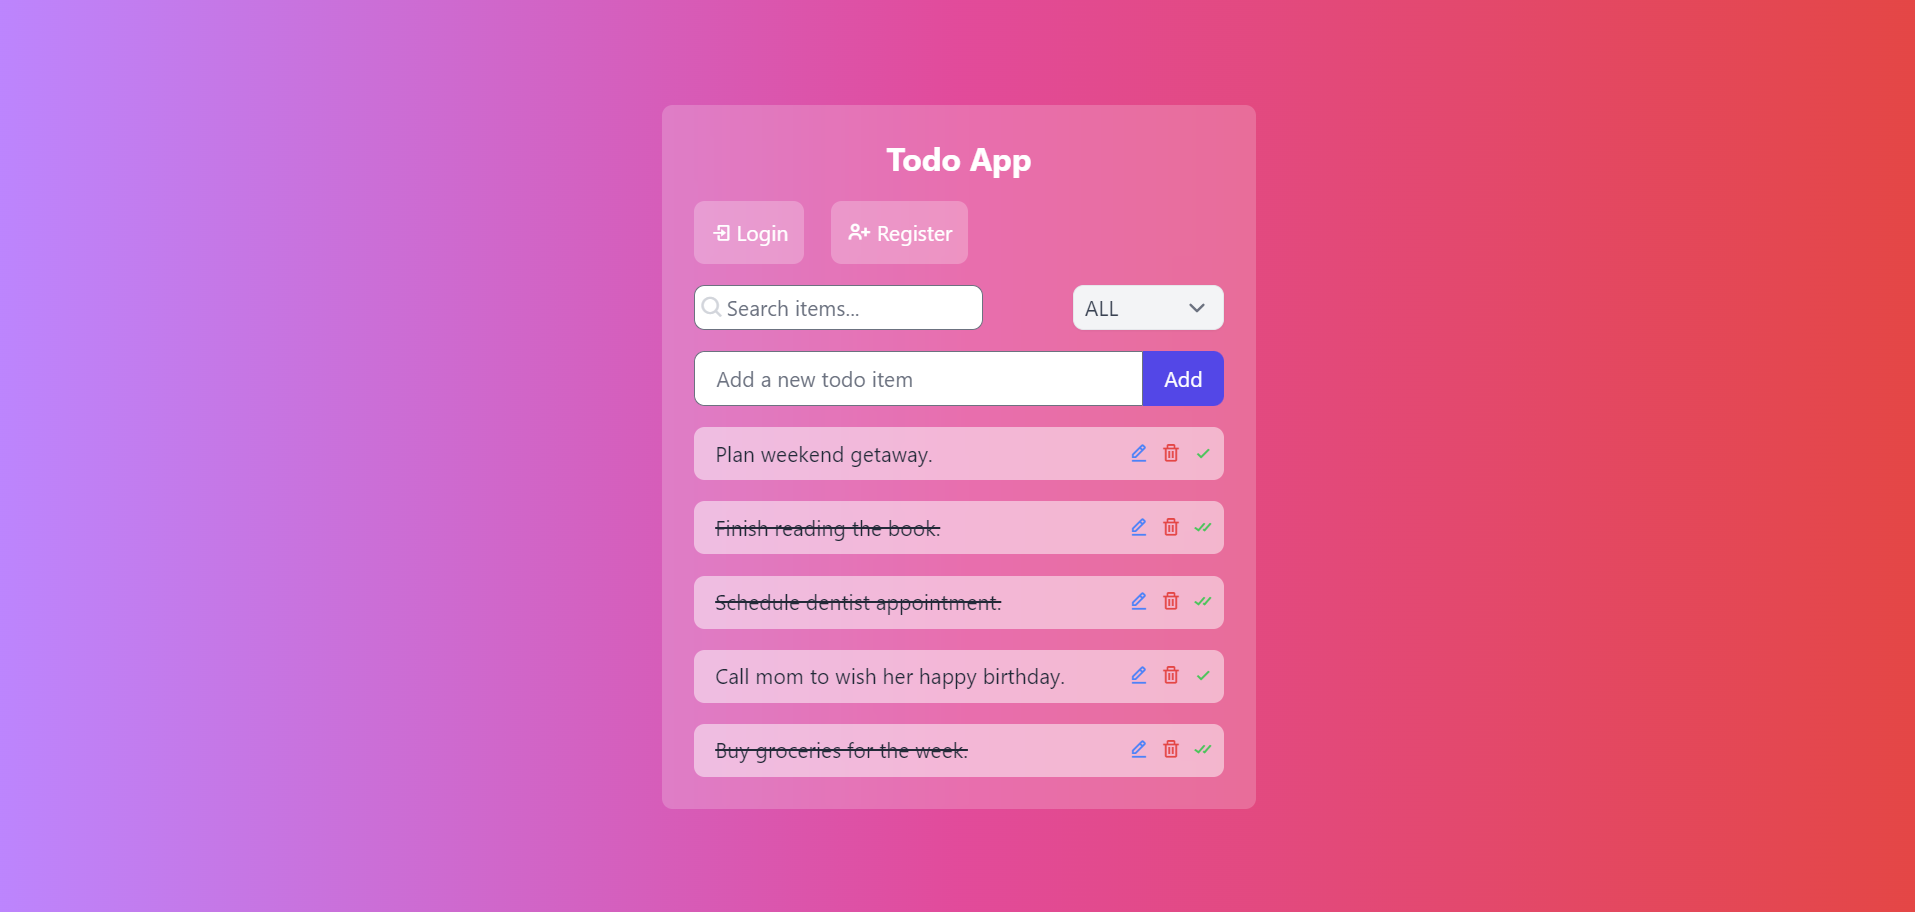 Todo App
Login
Register
Search items...
ALL
Add a new todo item
Add
Plan weekend getaway.
Finish reading the book.
Schedule dentist appointment.
Call mom to wish her happy birthday.
Buy groceries for the week.